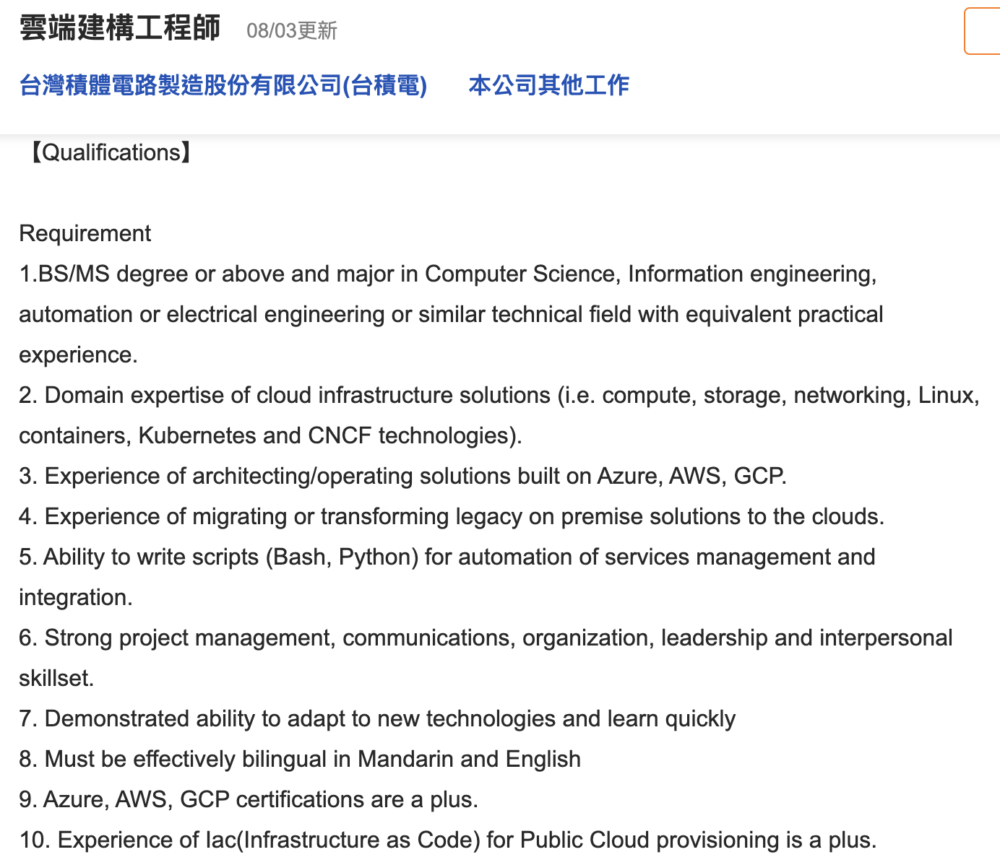 雲端建構工程師 08/03更新
台灣積體電路製造股份有限公司(台積電) 本公司其他工作
【Qualifications】
Requirement
1.BS/MS degree or above and major in Computer Science, Information engineering,
automation or electrical engineering or similar technical field with equivalent practical
experience.
2. Domain expertise of cloud infrastructure solutions (i.e. compute, storage, networking, Linux,
containers, Kubernetes and CNCF technologies).
3. Experience of architecting/operating solutions built on Azure, AWS, GCP.
4. Experience of migrating or transforming legacy on premise solutions to the clouds.
5. Ability to write scripts (Bash, Python) for automation of services management and
integration.
6. Strong project management, communications, organization, leadership and interpersonal
skillset.
7. Demonstrated ability to adapt to new technologies and learn quickly
8. Must be effectively bilingual in Mandarin and English
9. Azure, AWS, GCP certifications are a plus.
10. Experience of Iac(Infrastructure as Code) for Public Cloud provisioning is a plus.